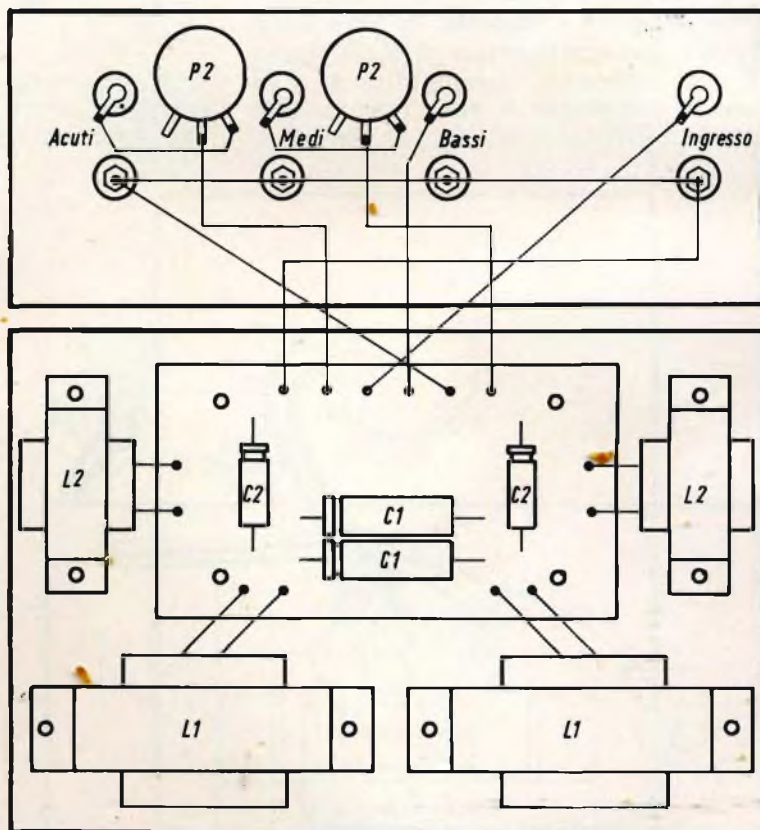 P2 P2
Acuti Medi Bassi Ingresso
L2 C2 C2 L2
C1
C1
L1 L1